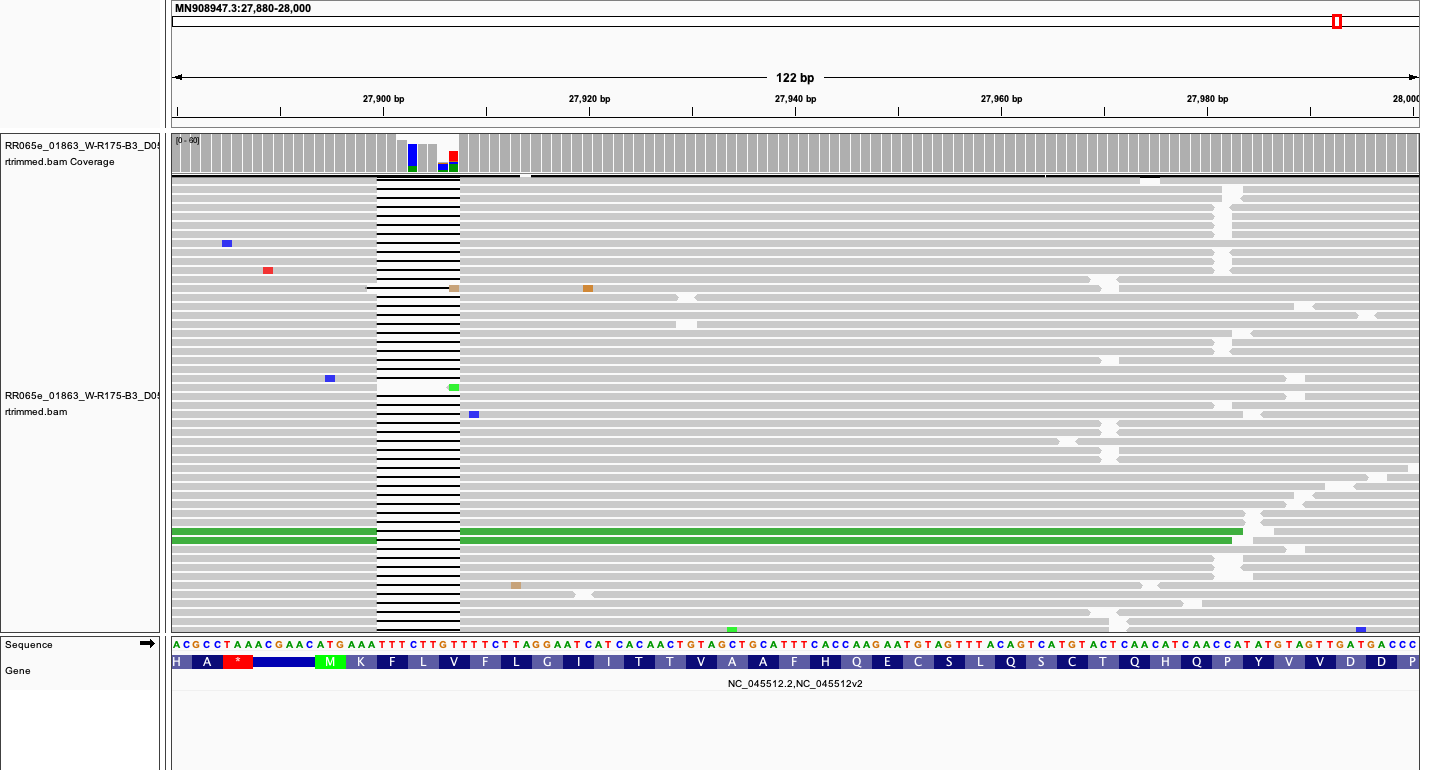 MN908947.3:27,880-28,000
122 bp
27,900 bp 27,920 bp 27,940 bp 27,960 bp 27,980 bp 28,000
RR065e_01863_W-R175-B3_D05
rtrimmed.bam Coverage
[0 - 60]
RR065e_01863_W-R175-B3_D05
rtrimmed.bam
Sequence
ACGCCTAAACGAACATGAAATTTCTTGTTTTCTTAGGAATCATCACAACTGTAGCTGCATTTCACCAAGAATGTAGTTTACAGTCATGTACTCAACATCAACCATATGTAGTTGATGACCC
Gene
H A * M K F L V F L G I I T T V A A F H Q E C S L Q S C T Q H Q P Y V V D D P
NC_045512.2,NC_045512v2